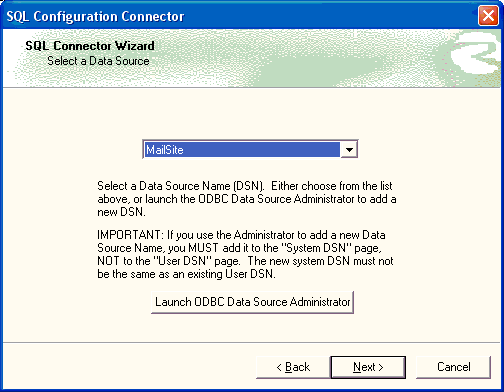 SQL Configuration Connector
SQL Connector Wizard
Select a Data Source
MailSite
Select a Data Source Name (DSN).  Either choose from the list
above, or launch the ODBC Data Source Administrator to add a
new DSN.
IMPORTANT: If you use the Administrator to add a new Data
Source Name, you MUST add it to the "System DSN" page,
NOT to the "User DSN" page.  The new system DSN must not
be the same as an existing User DSN.
Launch ODBC Data Source Administrator
< Back
Next >
Cancel